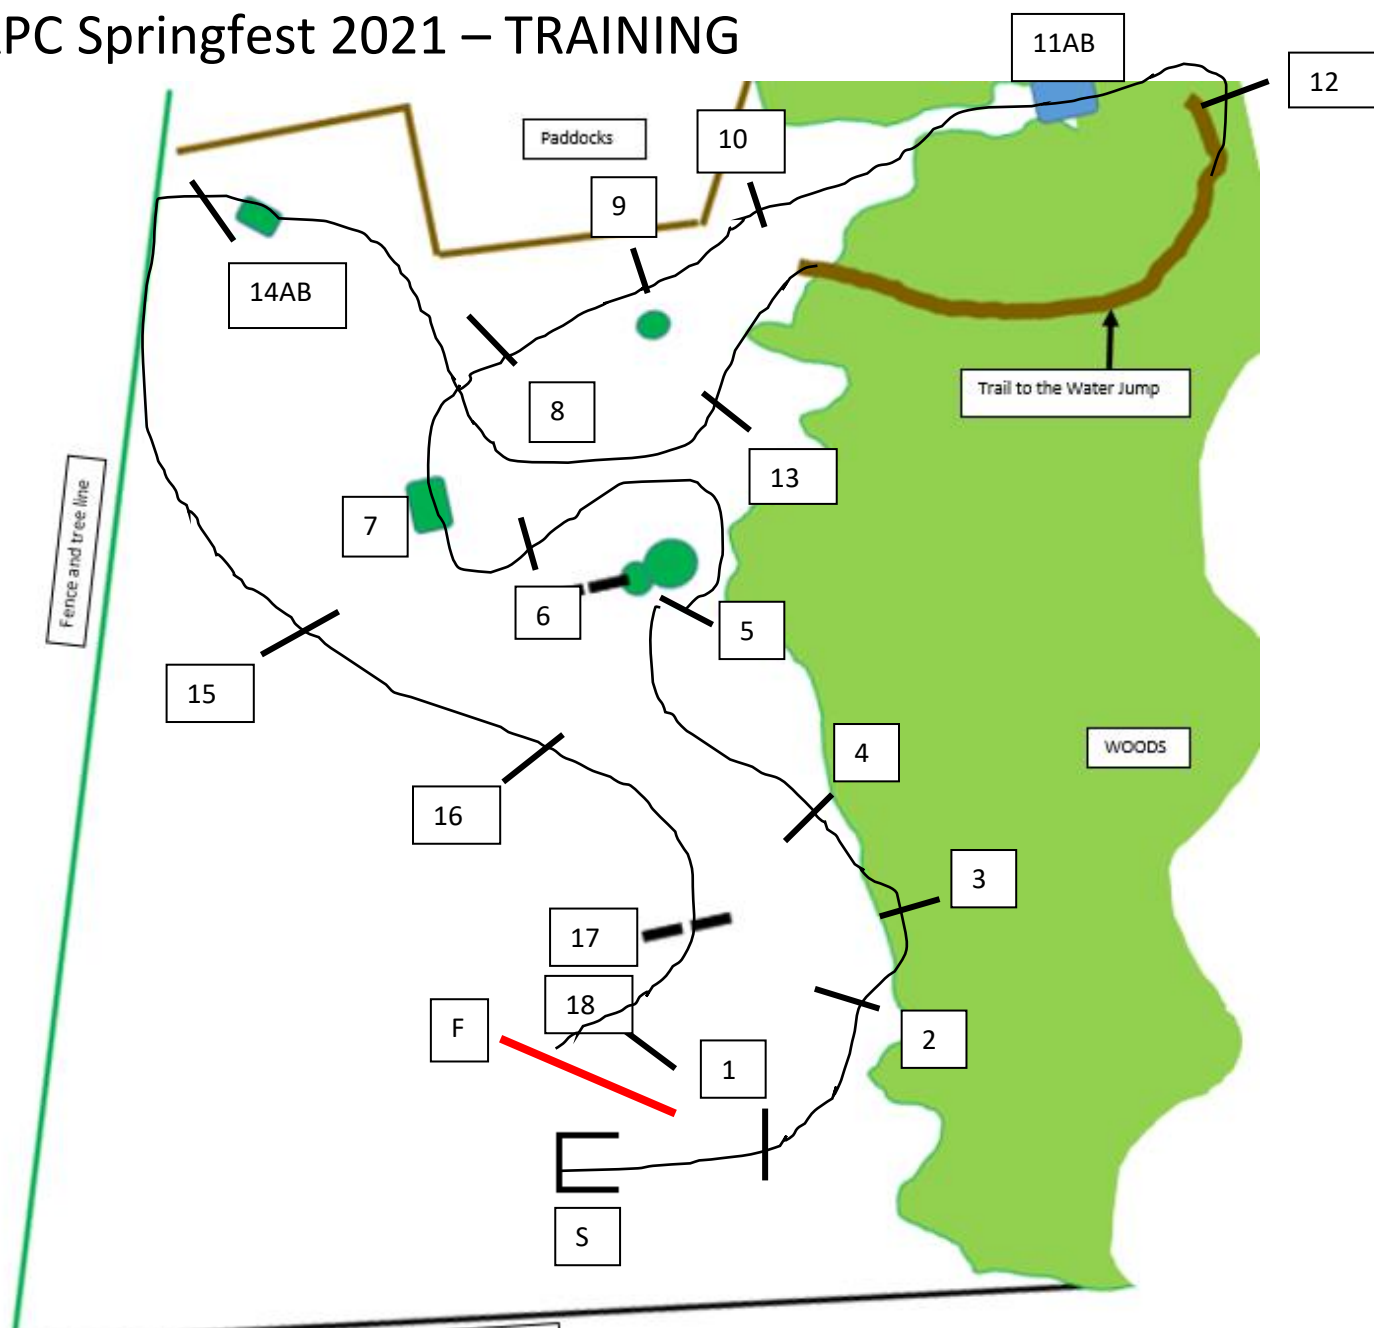 PC Springfest 2021 – TRAINING
11AB
12
Paddocks
10
9
14AB
Trail to the Water Jump
8
13
7
Fence and tree line
6
5
15
4
WOODS
16
3
17
18
F
2
1
S